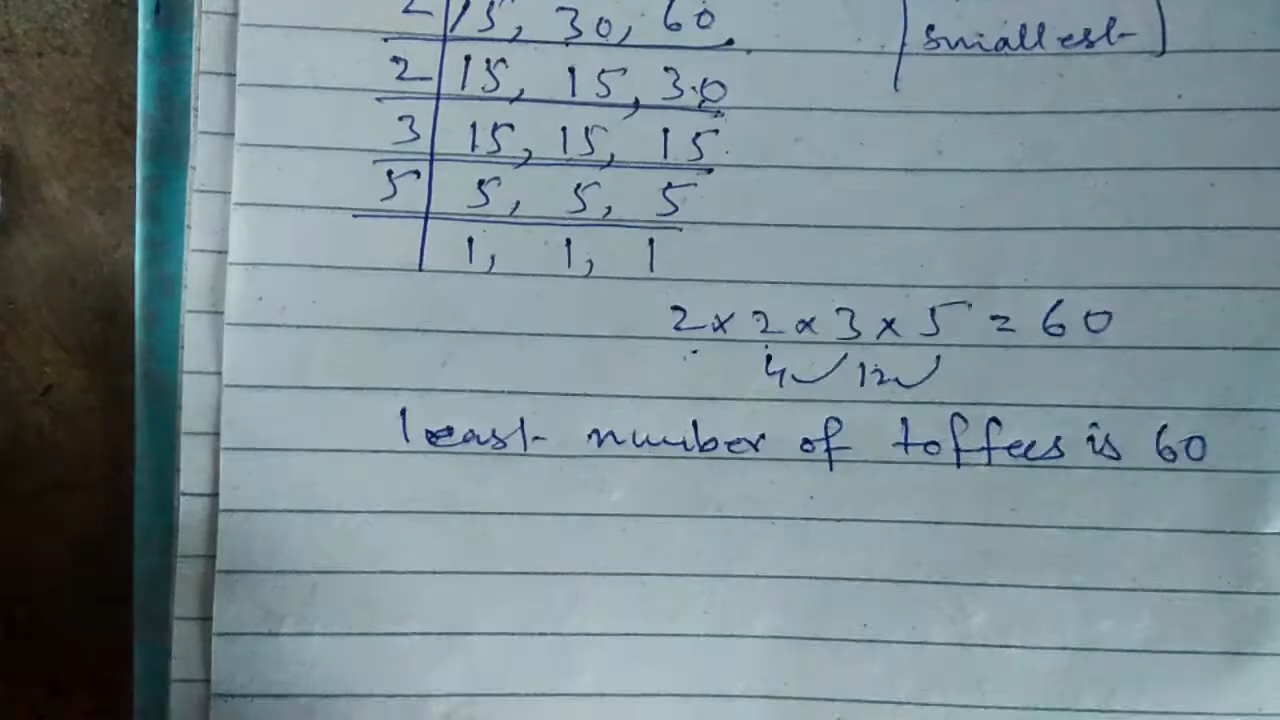 2 15, 30, 60
smallest
2 15, 15, 30
3 15, 15, 15
5 5, 5, 5
1, 1, 1
2 x 2 x 3 x 5 = 60
4 12
least number of toffees is 60